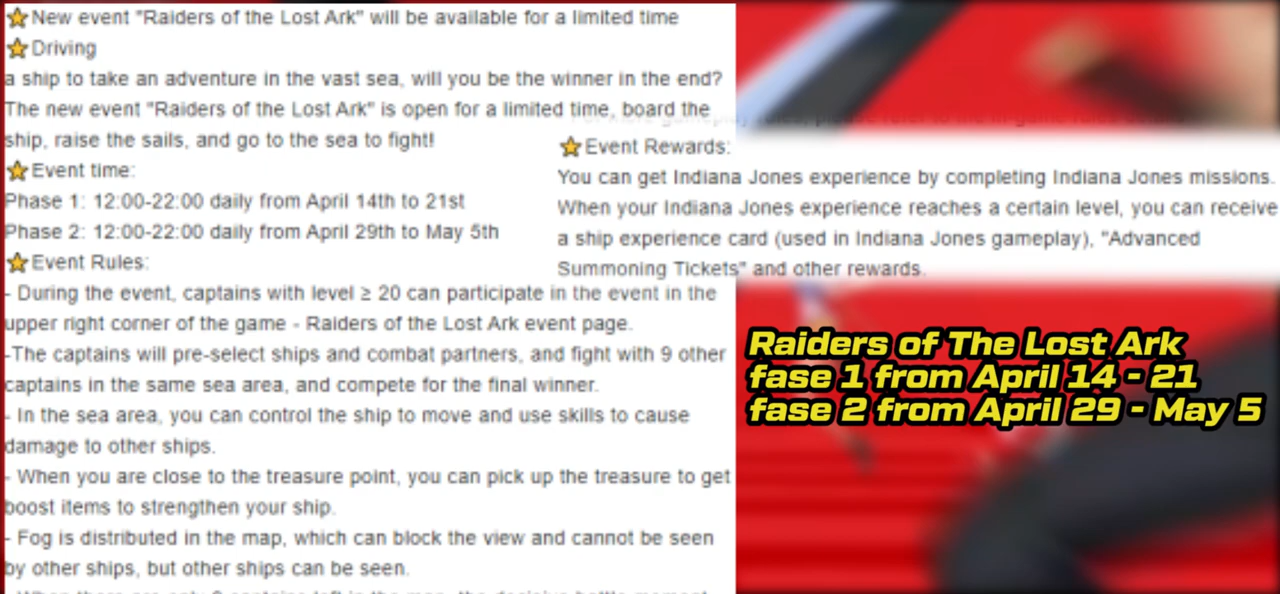 ⭐New event "Raiders of the Lost Ark" will be available for a limited time
⭐Driving
a ship to take an adventure in the vast sea, will you be the winner in the end?
The new event "Raiders of the Lost Ark" is open for a limited time, board the
ship, raise the sails, and go to the sea to fight!
⭐Event time:
Phase 1: 12:00-22:00 daily from April 14th to 21st
Phase 2: 12:00-22:00 daily from April 29th to May 5th
⭐Event Rules:
- During the event, captains with level ≥ 20 can participate in the event in the
upper right corner of the game - Raiders of the Lost Ark event page.
-The captains will pre-select ships and combat partners, and fight with 9 other
captains in the same sea area, and compete for the final winner.
- In the sea area, you can control the ship to move and use skills to cause
damage to other ships.
- When you are close to the treasure point, you can pick up the treasure to get
boost items to strengthen your ship.
- Fog is distributed in the map, which can block the view and cannot be seen
by other ships, but other ships can be seen.
⭐Event Rewards:
You can get Indiana Jones experience by completing Indiana Jones missions.
When your Indiana Jones experience reaches a certain level, you can receive
a ship experience card (used in Indiana Jones gameplay), "Advanced
Summoning Tickets" and other rewards.
Raiders of The Lost Ark
fase 1 from April 14 - 21
fase 2 from April 29 - May 5